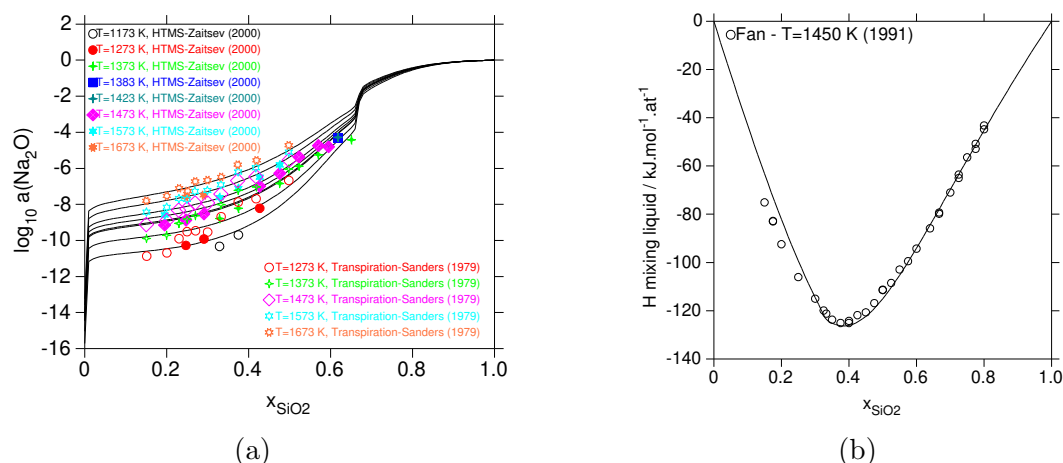 T=1173 K, HTMS-Zaitsev (2000)
T=1273 K, HTMS-Zaitsev (2000)
T=1373 K, HTMS-Zaitsev (2000)
T=1383 K, HTMS-Zaitsev (2000)
T=1423 K, HTMS-Zaitsev (2000)
T=1473 K, HTMS-Zaitsev (2000)
T=1573 K, HTMS-Zaitsev (2000)
T=1673 K, HTMS-Zaitsev (2000)
T=1273 K, Transpiration-Sanders (1979)
T=1373 K, Transpiration-Sanders (1979)
T=1473 K, Transpiration-Sanders (1979)
T=1573 K, Transpiration-Sanders (1979)
T=1673 K, Transpiration-Sanders (1979)
2
0
-2
-4
-6
-8
-10
-12
-14
-16
log₁₀ a(Na₂O)
0.0 0.2 0.4 0.6 0.8 1.0
x_SiO2
(a)
Fan - T=1450 K (1991)
0
-20
-40
-60
-80
-100
-120
-140
H mixing liquid / kJ.mol⁻¹.at⁻¹
0.0 0.2 0.4 0.6 0.8 1.0
x_SiO2
(b)